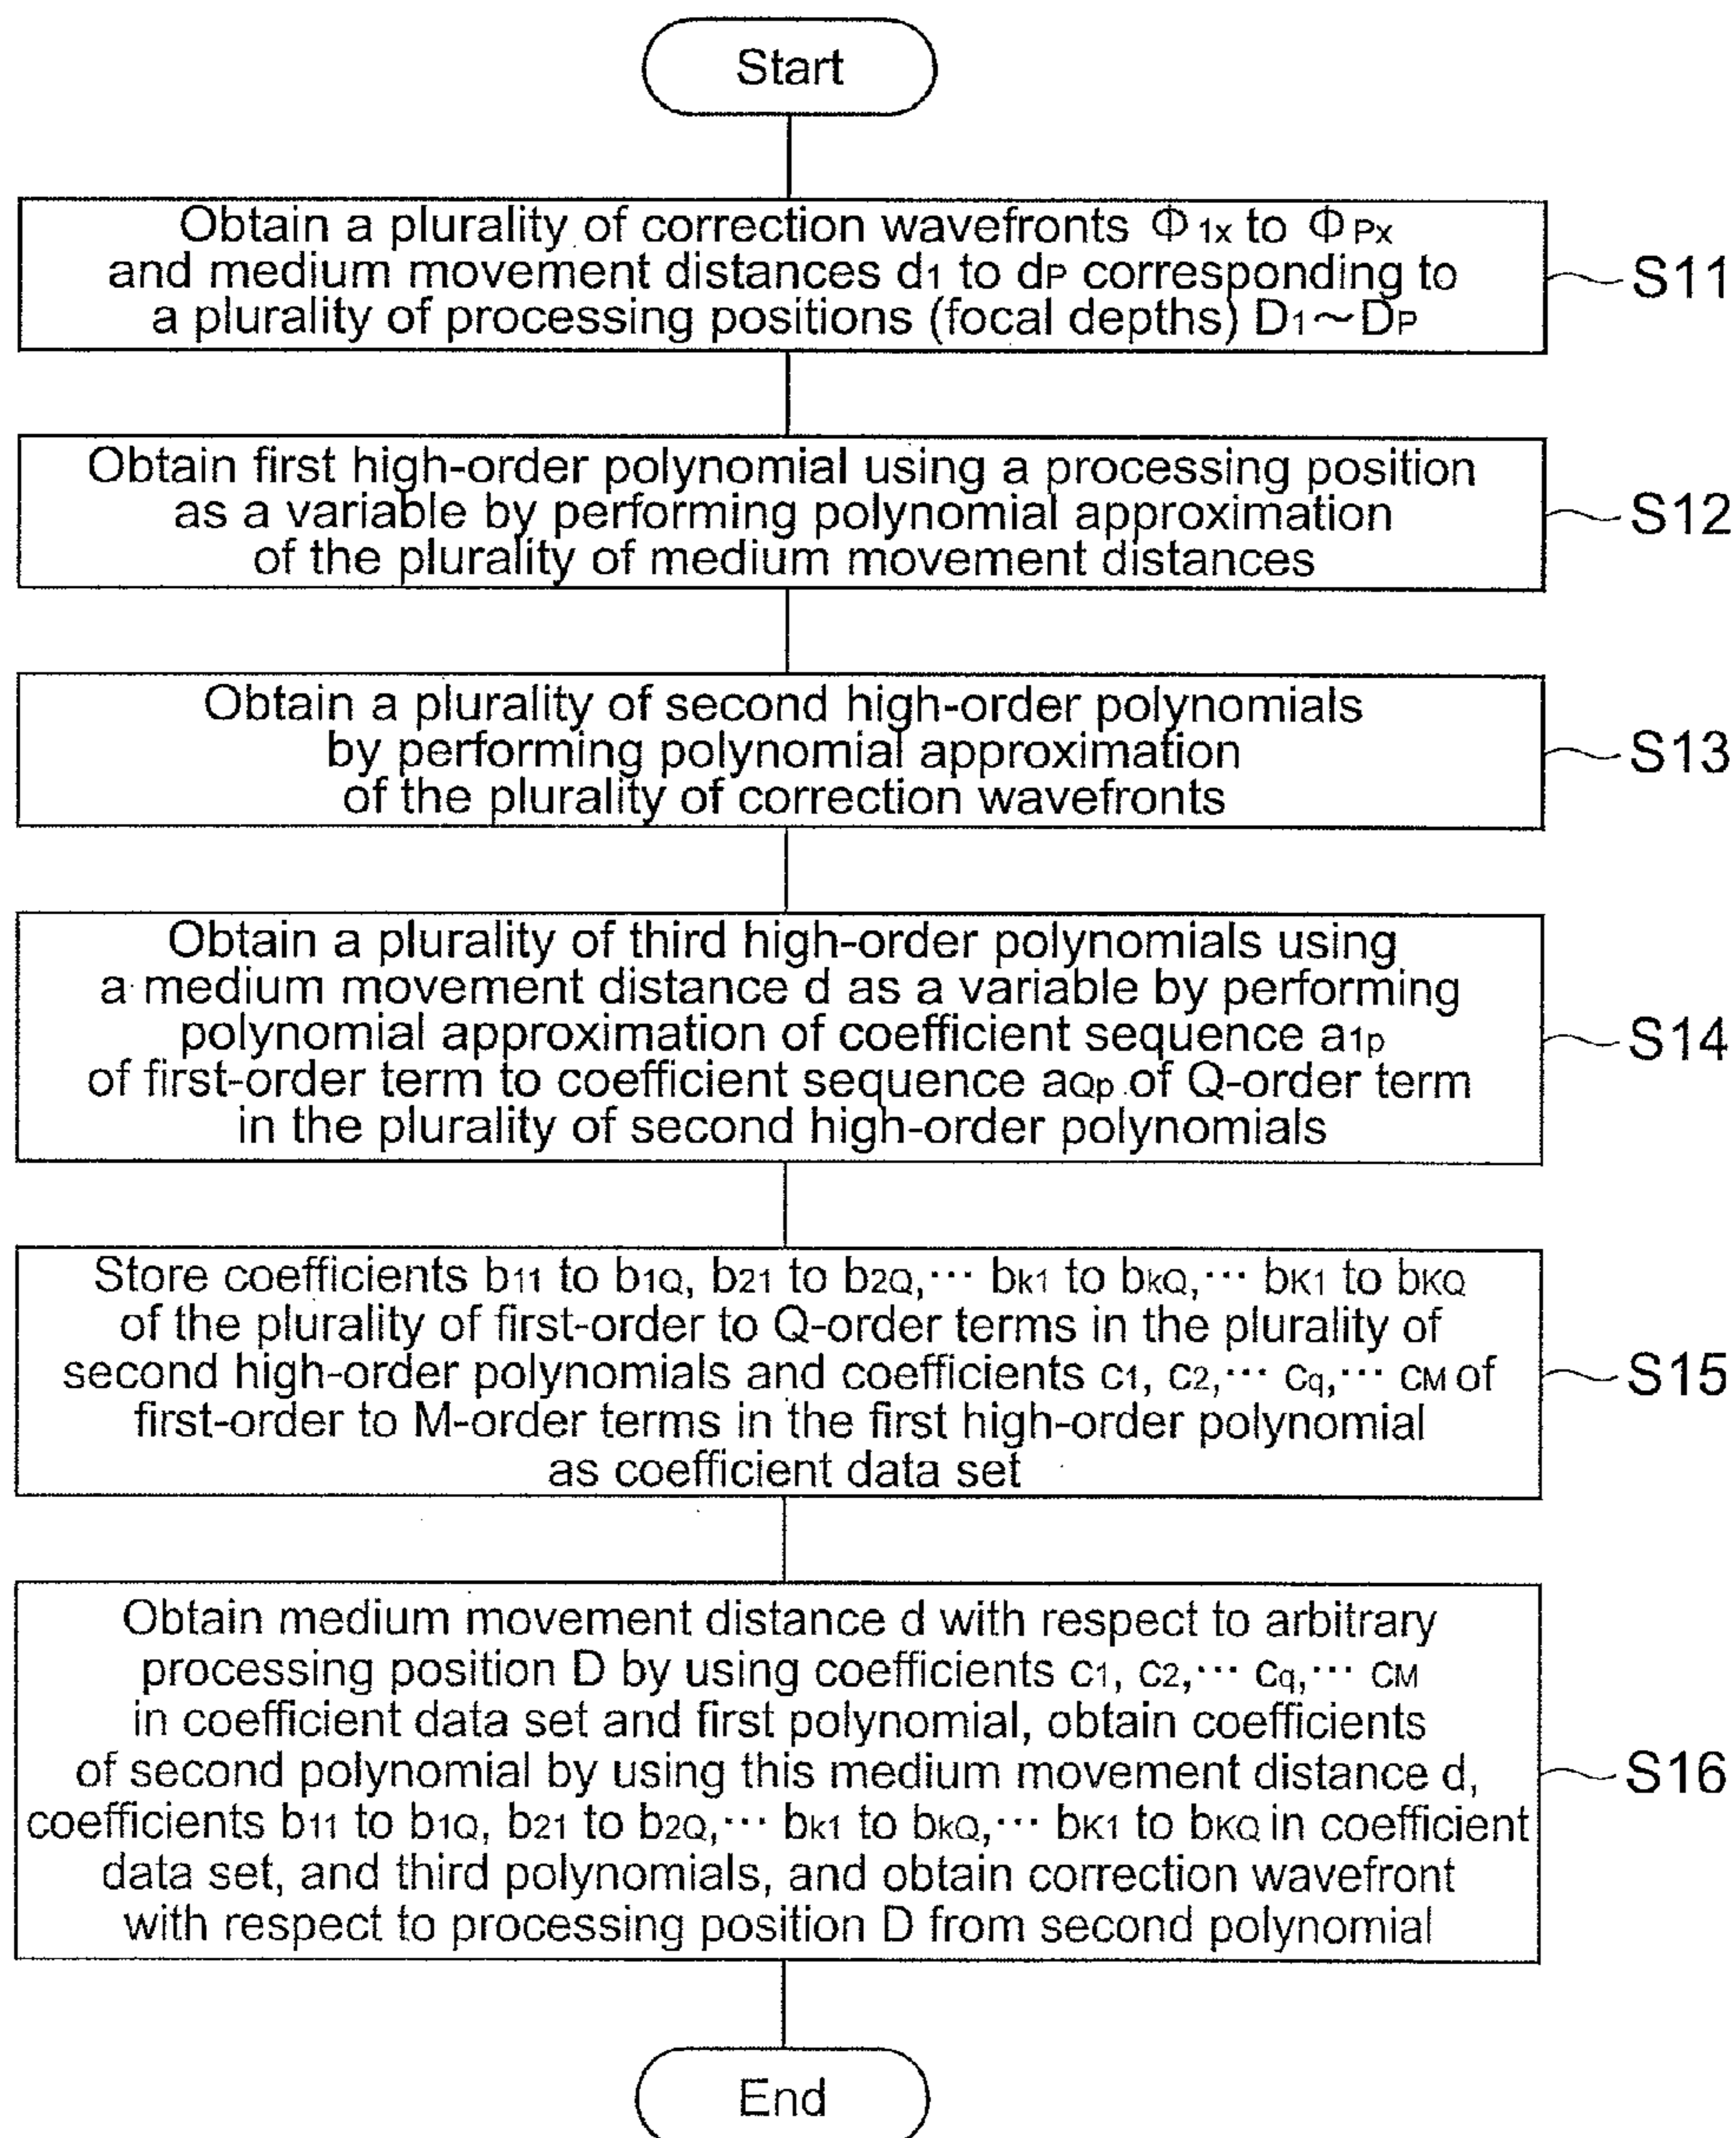 Start
Obtain a plurality of correction wavefronts Φ1x to ΦPx
and medium movement distances d1 to dP corresponding to
a plurality of processing positions (focal depths) D1~DP
S11
Obtain first high-order polynomial using a processing position
as a variable by performing polynomial approximation
of the plurality of medium movement distances
S12
Obtain a plurality of second high-order polynomials
by performing polynomial approximation
of the plurality of correction wavefronts
S13
Obtain a plurality of third high-order polynomials using
a medium movement distance d as a variable by performing
polynomial approximation of coefficient sequence a1p
of first-order term to coefficient sequence aQp of Q-order term
in the plurality of second high-order polynomials
S14
Store coefficients b11 to b1Q, b21 to b2Q,··· bk1 to bkQ,··· bK1 to bKQ
of the plurality of first-order to Q-order terms in the plurality of
second high-order polynomials and coefficients c1, c2,··· cq,··· cM of
first-order to M-order terms in the first high-order polynomial
as coefficient data set
S15
Obtain medium movement distance d with respect to arbitrary
processing position D by using coefficients c1, c2,··· cq,··· cM
in coefficient data set and first polynomial, obtain coefficients
of second polynomial by using this medium movement distance d,
coefficients b11 to b1Q, b21 to b2Q,··· bk1 to bkQ,··· bK1 to bKQ in coefficient
data set, and third polynomials, and obtain correction wavefront
with respect to processing position D from second polynomial
S16
End